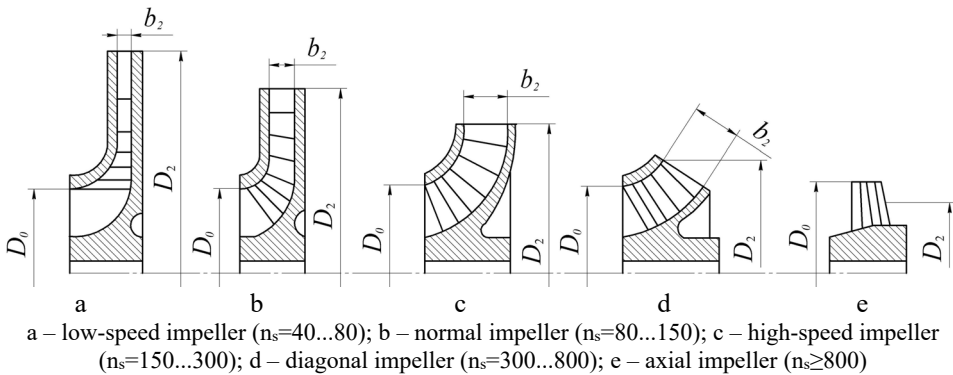 b₂
b₂
b₂
b₂
D₀
D₂
D₀
D₂
D₀
D₂
D₀
D₂
D₀
D₂
a b c d e
a – low-speed impeller (nₛ=40...80); b – normal impeller (nₛ=80...150); c – high-speed impeller
(nₛ=150...300); d – diagonal impeller (nₛ=300...800); e – axial impeller (nₛ≥800)